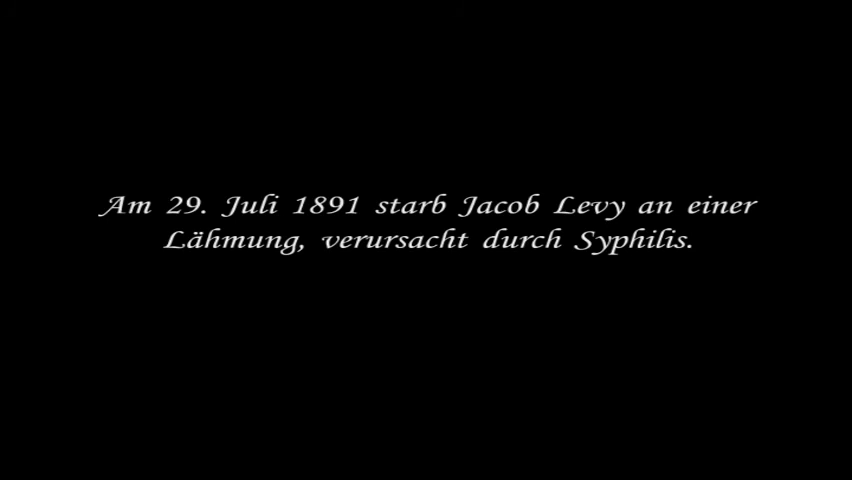 Am 29. Juli 1891 starb Jacob Levy an einer
Lähmung, verursacht durch Syphilis.